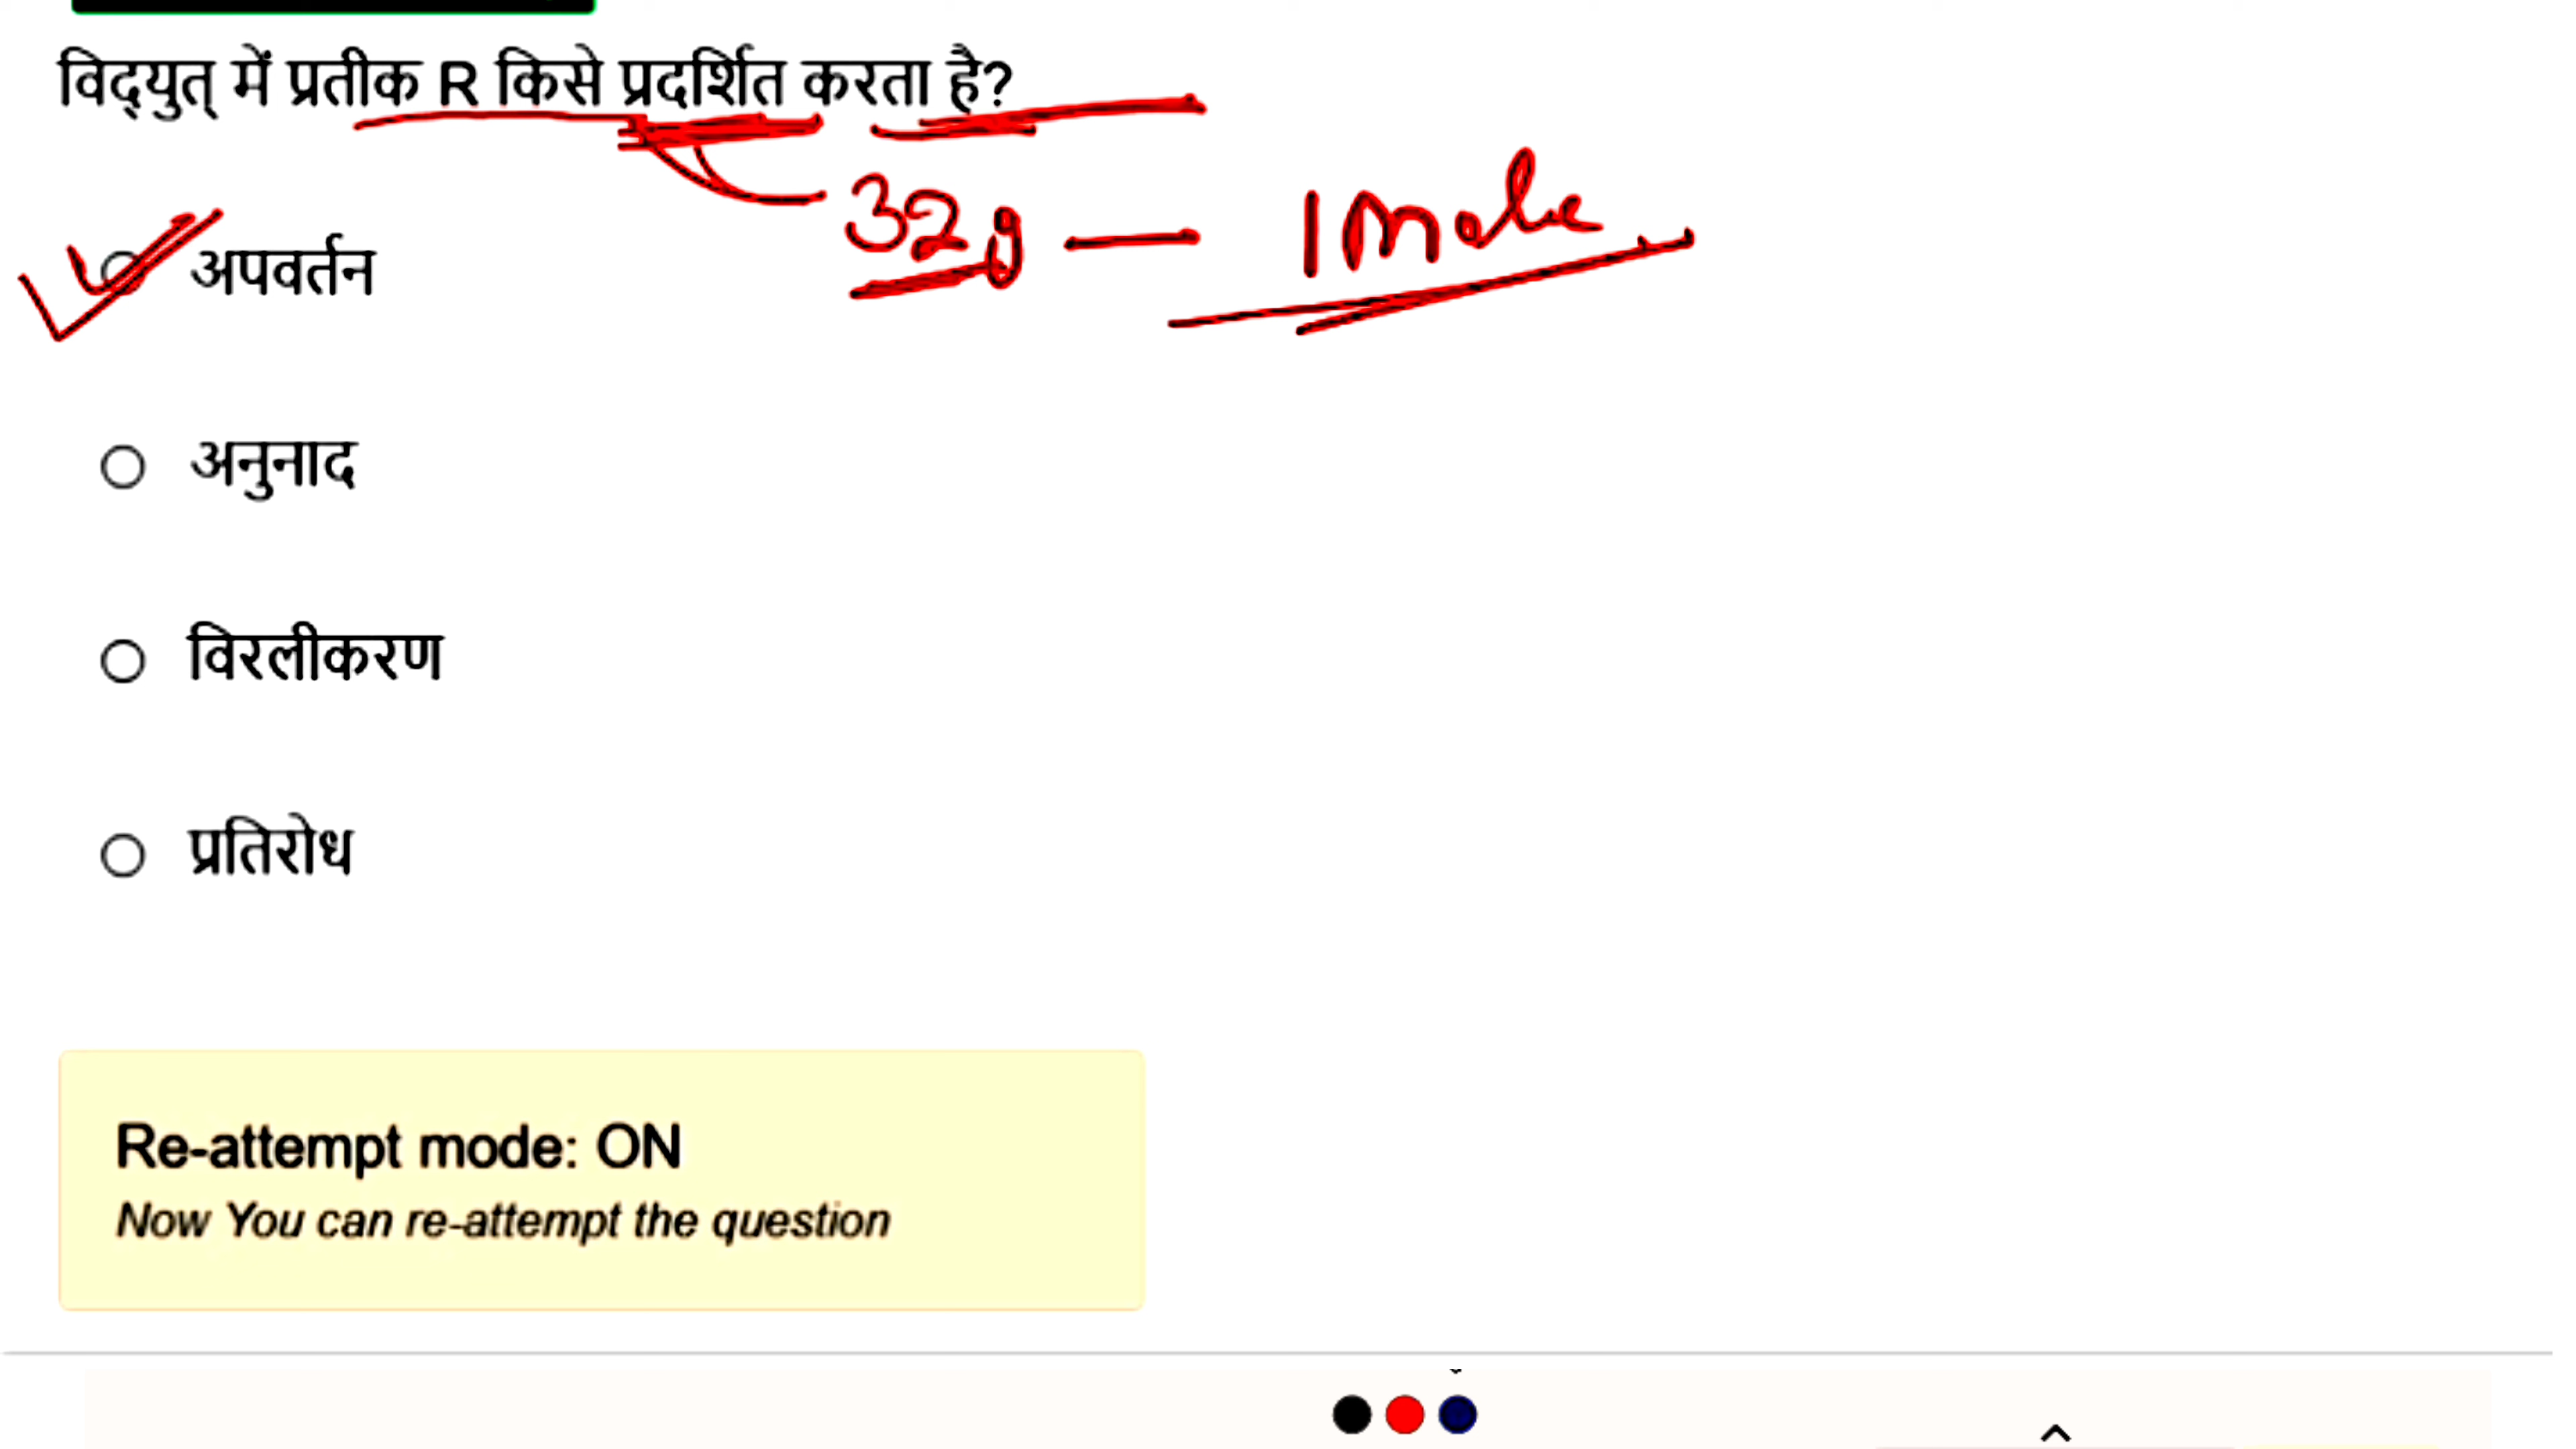 विद्‌युत् में प्रतीक R किसे प्रदर्शित करता है?
32g — 1 Mole
अपवर्तन
अनुनाद
विरलीकरण
प्रतिरोध
Re-attempt mode: ON
Now You can re-attempt the question